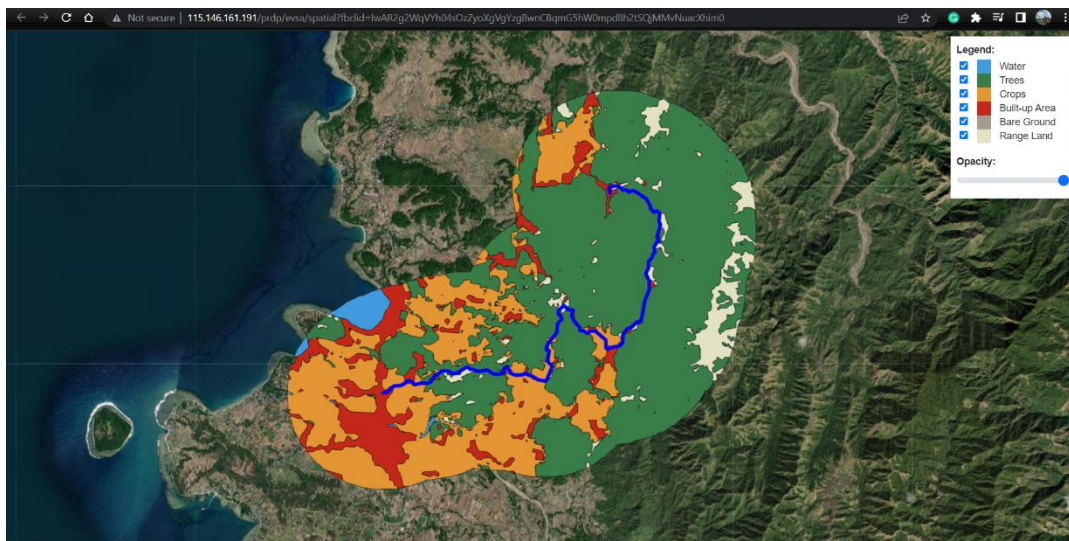 Not secure | 115.146.161.191/prdp/evsa/spatial?fbclid=IwAR2g2WqVYh04sOzZyoXgVgYzgBwnCBqmG5hW0mpd8h2tSQjMMvNuacXhim0
Legend:
Water
Trees
Crops
Built-up Area
Bare Ground
Range Land
Opacity: